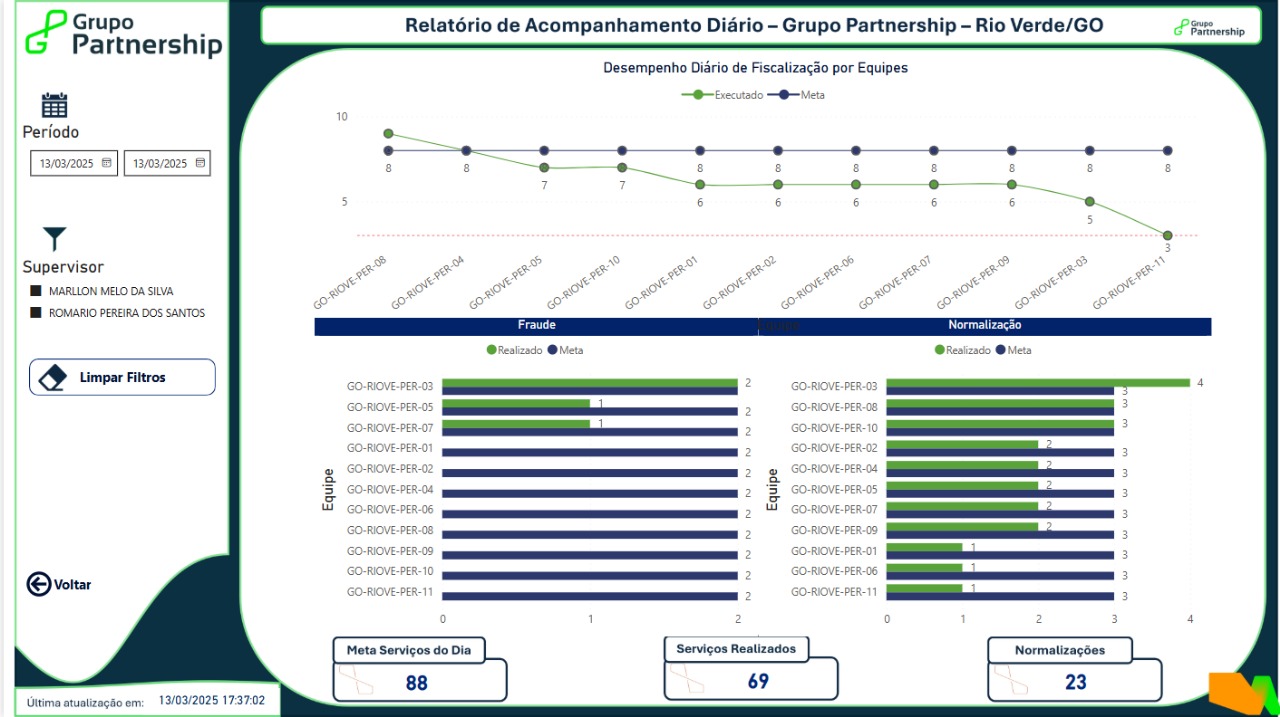 Grupo
Partnership
Relatório de Acompanhamento Diário – Grupo Partnership – Rio Verde/GO
Grupo
Partnership
Período
13/03/2025
13/03/2025
Supervisor
MARLLON MELO DA SILVA
ROMARIO PEREIRA DOS SANTOS
Limpar Filtros
Voltar
Última atualização em: 13/03/2025 17:37:02
Desempenho Diário de Fiscalização por Equipes
Executado Meta
10
5
8 8 8 8 8 8 8 8 8
7 7 6 6 6 6 6 5 3
GO-RIOVE-PER-08
GO-RIOVE-PER-04
GO-RIOVE-PER-05
GO-RIOVE-PER-10
GO-RIOVE-PER-01
GO-RIOVE-PER-02
GO-RIOVE-PER-06
GO-RIOVE-PER-07
GO-RIOVE-PER-09
GO-RIOVE-PER-03
GO-RIOVE-PER-11
Fraude
Realizado Meta
Equipe
GO-RIOVE-PER-03 2
GO-RIOVE-PER-05 1 2
GO-RIOVE-PER-07 1 2
GO-RIOVE-PER-01 2
GO-RIOVE-PER-02 2
GO-RIOVE-PER-04 2
GO-RIOVE-PER-06 2
GO-RIOVE-PER-08 2
GO-RIOVE-PER-09 2
GO-RIOVE-PER-10 2
GO-RIOVE-PER-11 2
0 1 2
Equipe
Normalização
Realizado Meta
Equipe
GO-RIOVE-PER-03 4 3
GO-RIOVE-PER-08 3
GO-RIOVE-PER-10 3
GO-RIOVE-PER-02 2 3
GO-RIOVE-PER-04 2 3
GO-RIOVE-PER-05 2 3
GO-RIOVE-PER-07 2 3
GO-RIOVE-PER-09 2 3
GO-RIOVE-PER-01 1 3
GO-RIOVE-PER-06 1 3
GO-RIOVE-PER-11 1 3
0 1 2 3 4
Meta Serviços do Dia
88
Serviços Realizados
69
Normalizações
23